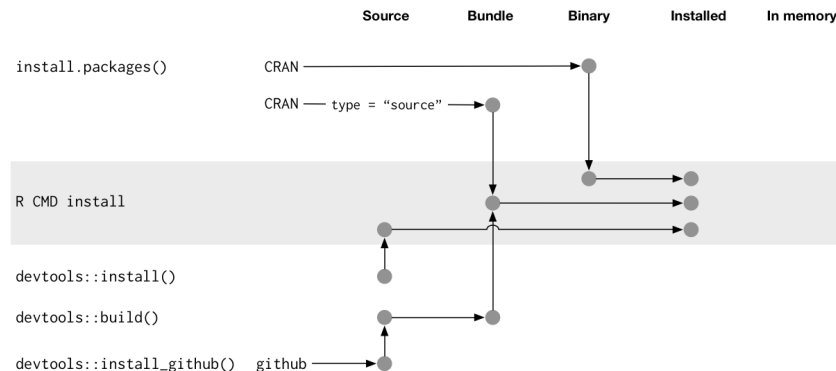 Source Bundle Binary Installed In memory
install.packages() CRAN
CRAN type = “source”
R CMD install
devtools::install()
devtools::build()
devtools::install_github() github